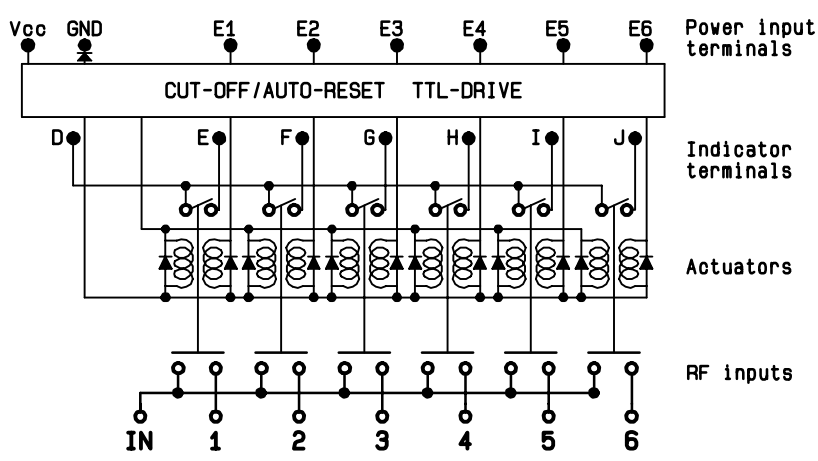 Vcc GND E1 E2 E3 E4 E5 E6 Power input
terminals
CUT-OFF/AUTO-RESET TTL-DRIVE
D E F G H I J
Indicator
terminals
Actuators
RF inputs
IN 1 2 3 4 5 6